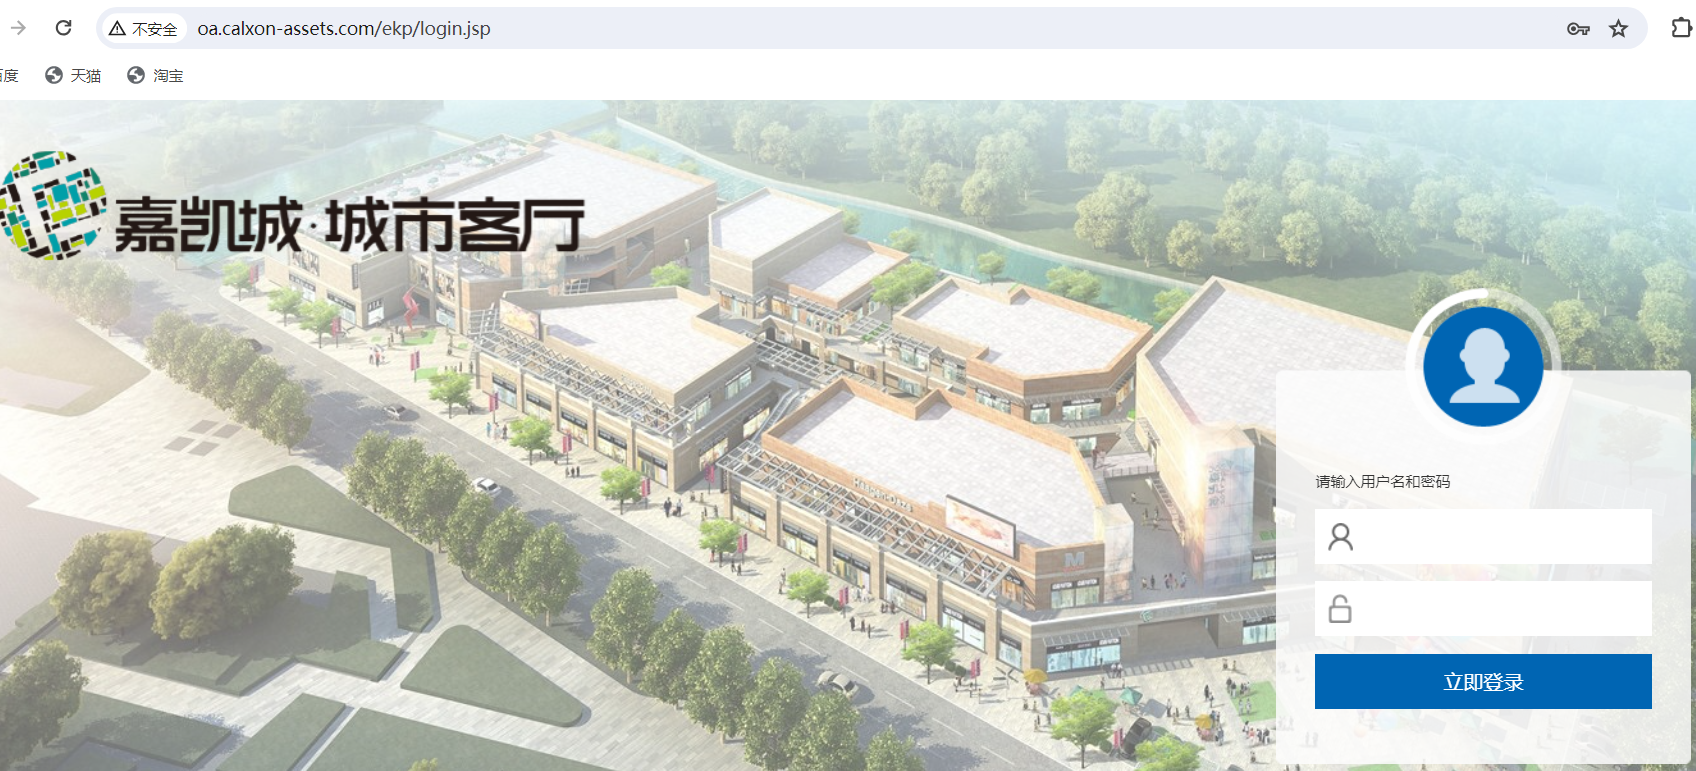 不安全 oa.calxon-assets.com/ekp/login.jsp
百度 天猫 淘宝
嘉凯城·城市客厅
请输入用户名和密码
M
立即登录